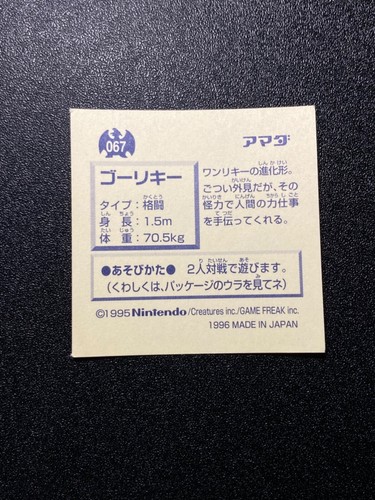 067
アマダ
ゴーリキー
タイプ：格闘
身長：1.5m
体重：70.5kg
ワンリキーの進化形。
ごつい外見だが、その
怪力で人間の力仕事
を手伝ってくれる。
●あそびかた● 2人対戦で遊びます。
（くわしくは、パッケージのウラを見てネ）
©1995 Nintendo/Creatures inc./GAME FREAK inc.
1996 MADE IN JAPAN